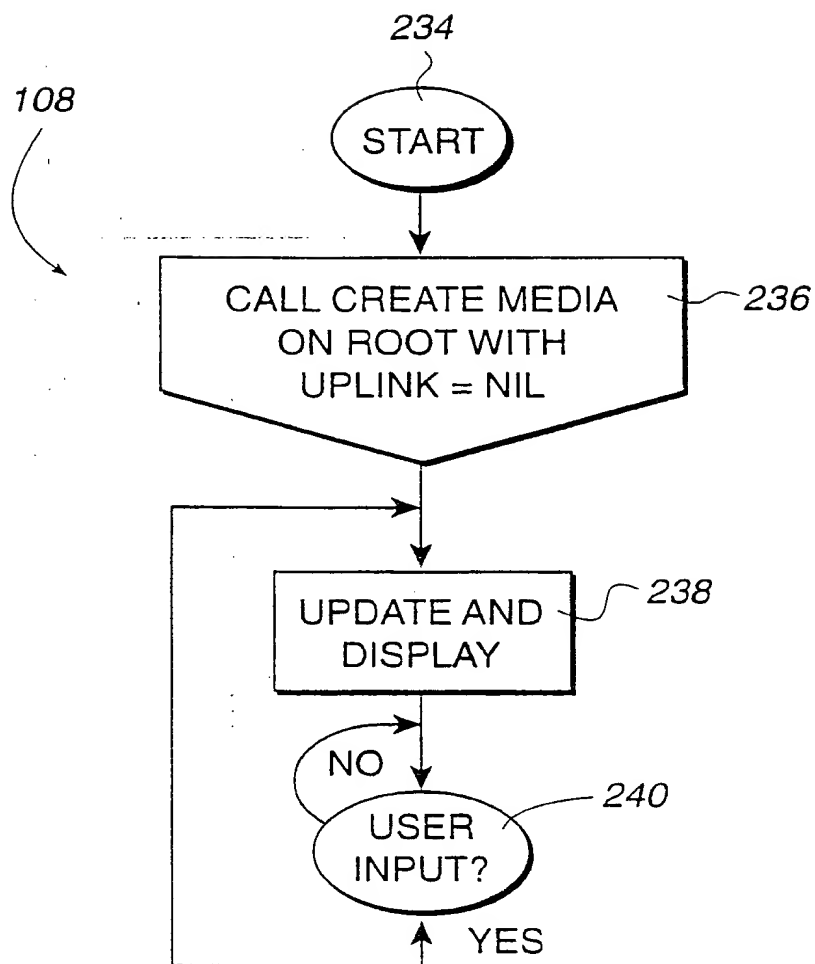 234
108
START
CALL CREATE MEDIA
ON ROOT WITH
UPLINK = NIL
236
UPDATE AND
DISPLAY
238
NO
USER
INPUT?
240
YES